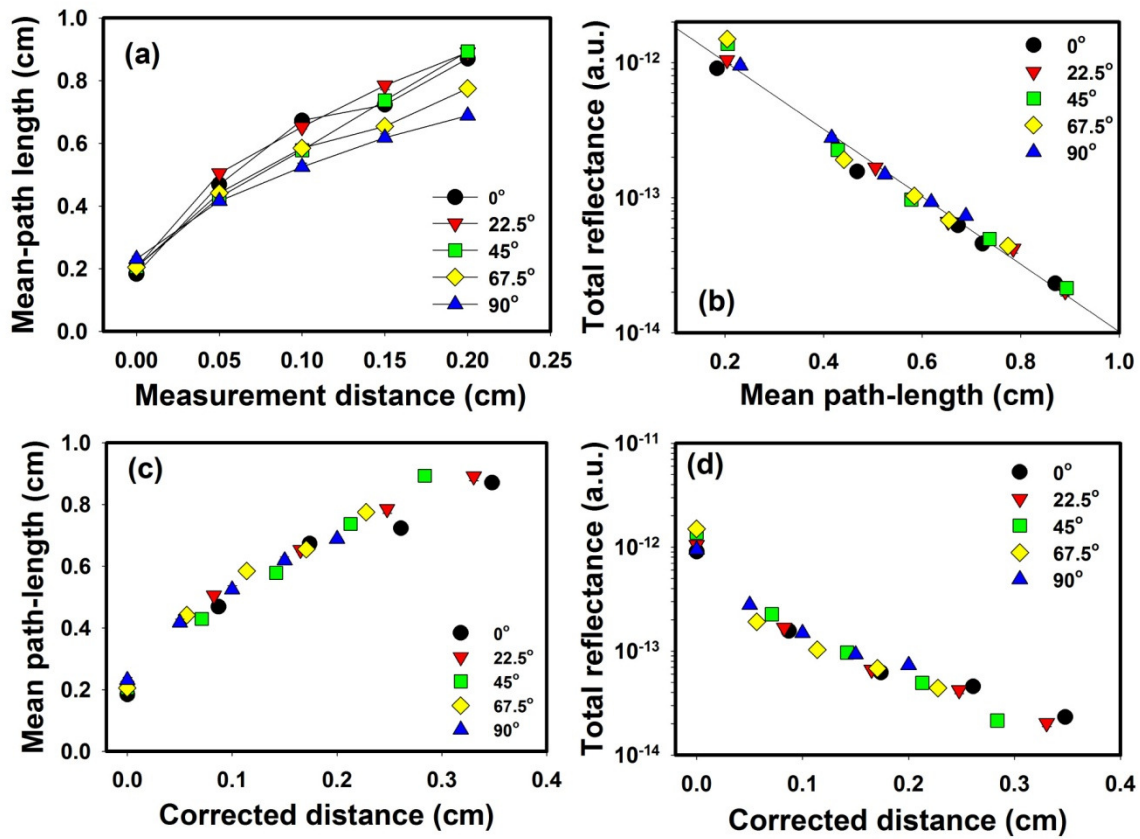 (a)
Mean-path length (cm)
1.0
0.8
0.6
0.4
0.2
0.0
0.00 0.05 0.10 0.15 0.20 0.25
Measurement distance (cm)
0°
22.5°
45°
67.5°
90°
(b)
Total reflectance (a.u.)
10⁻¹²
10⁻¹³
10⁻¹⁴
0.2 0.4 0.6 0.8 1.0
Mean path-length (cm)
0°
22.5°
45°
67.5°
90°
(c)
Mean path-length (cm)
1.0
0.8
0.6
0.4
0.2
0.0
0.0 0.1 0.2 0.3 0.4
Corrected distance (cm)
0°
22.5°
45°
67.5°
90°
(d)
Total reflectance (a.u.)
10⁻¹¹
10⁻¹²
10⁻¹³
10⁻¹⁴
0.0 0.1 0.2 0.3 0.4
Corrected distance (cm)
0°
22.5°
45°
67.5°
90°